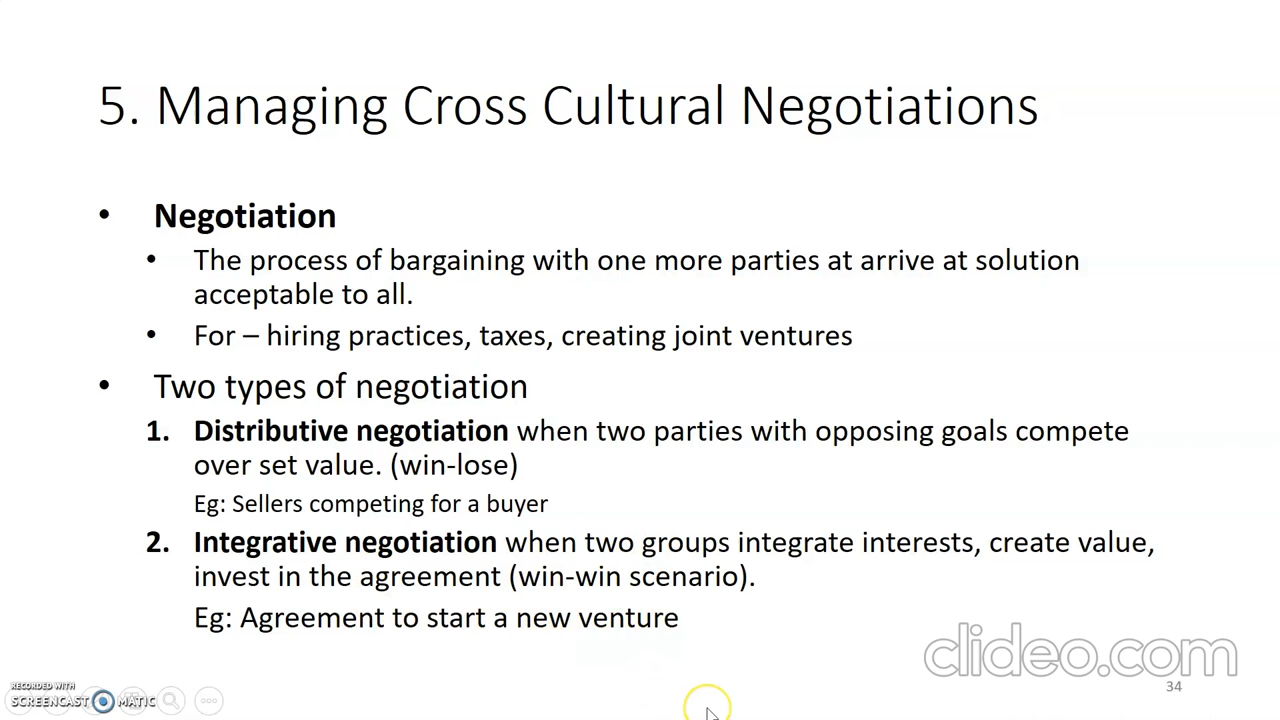 5. Managing Cross Cultural Negotiations
• Negotiation
• The process of bargaining with one more parties at arrive at solution
acceptable to all.
• For – hiring practices, taxes, creating joint ventures
• Two types of negotiation
1. Distributive negotiation when two parties with opposing goals compete
over set value. (win-lose)
Eg: Sellers competing for a buyer
2. Integrative negotiation when two groups integrate interests, create value,
invest in the agreement (win-win scenario).
Eg: Agreement to start a new venture
clideo.com
34
RECORDED WITH
SCREENCAST MATIC